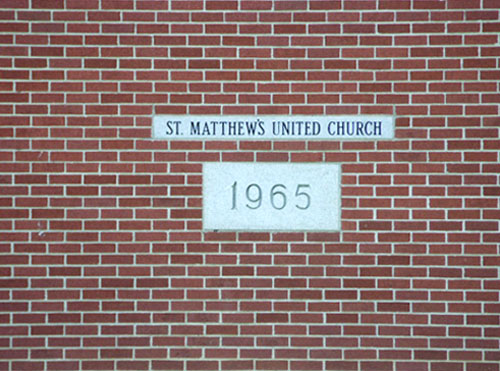 ST. MATTHEW'S UNITED CHURCH
1965